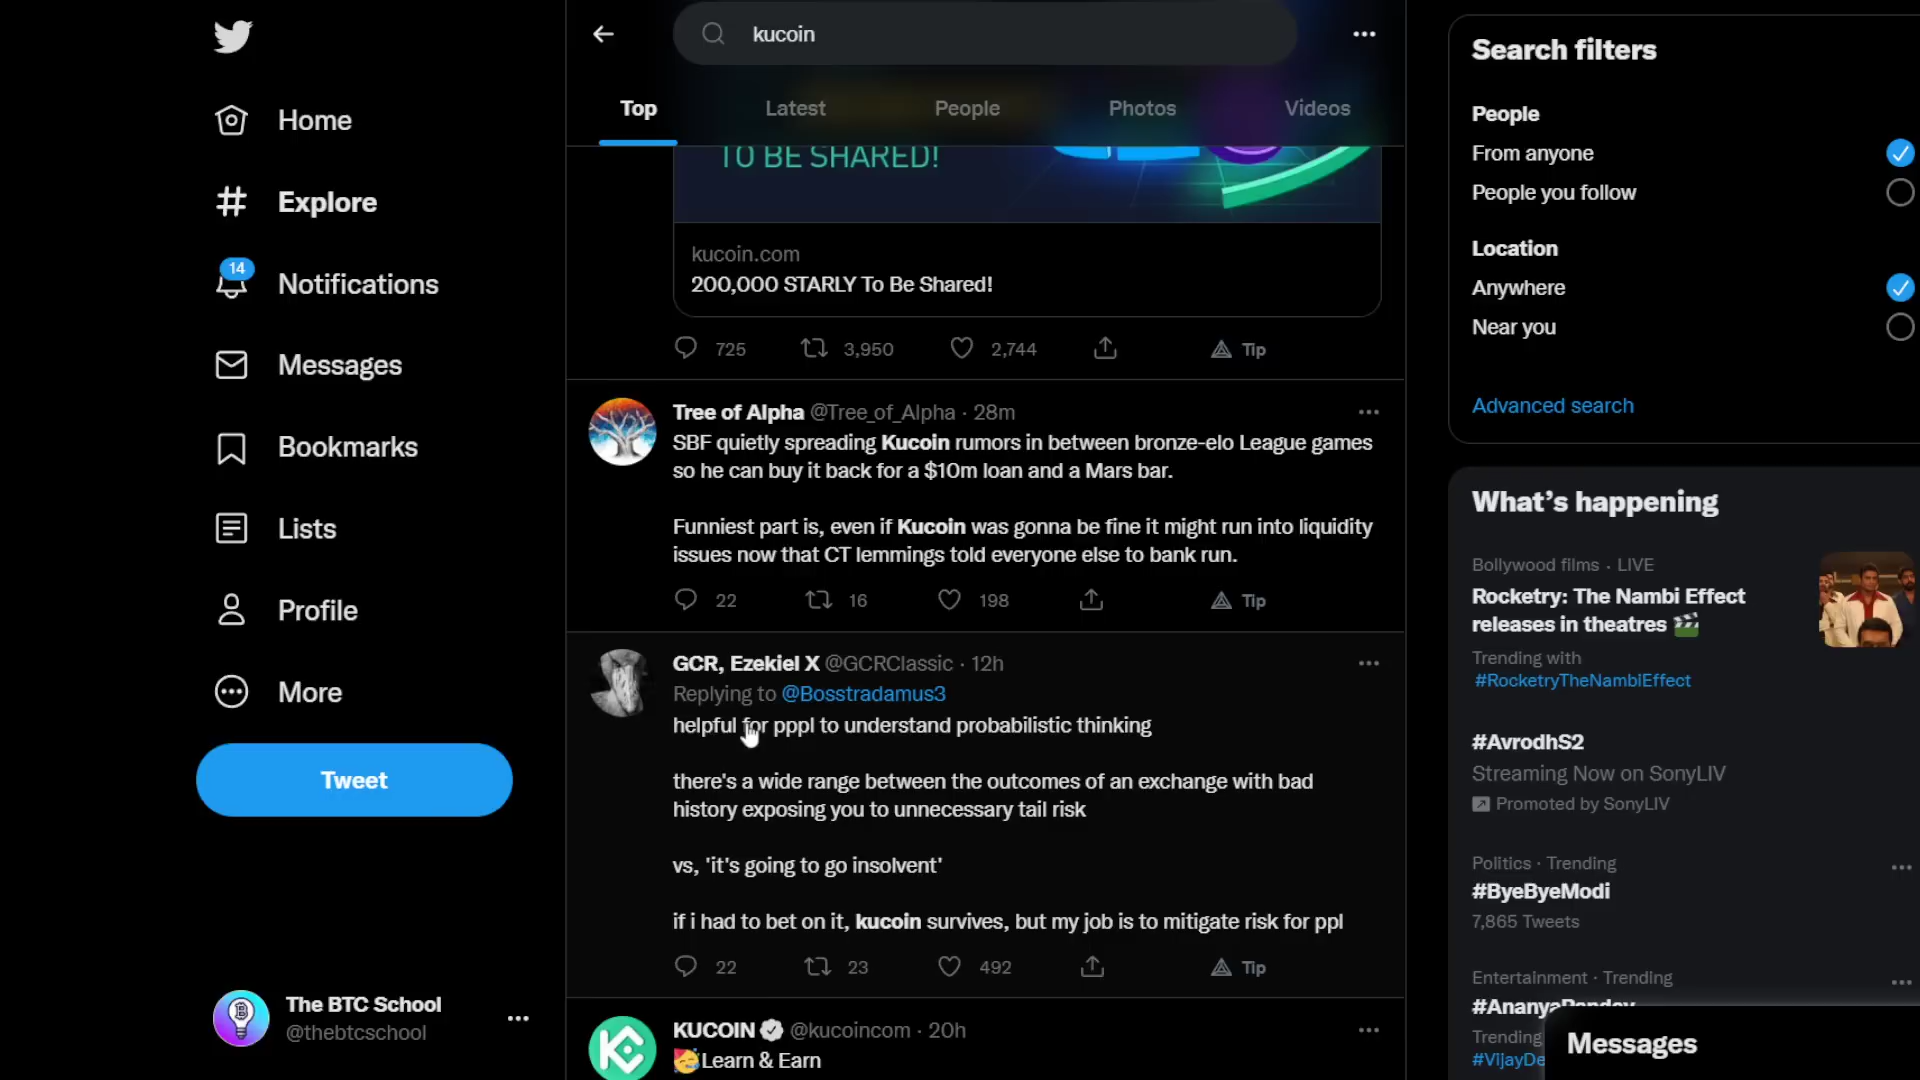 Home
Explore
14
Notifications
Messages
Bookmarks
Lists
Profile
More
Tweet
The BTC School
@thebtcschool
kucoin
Top
Latest
People
Photos
Videos
TO BE SHARED!
kucoin.com
200,000 STARLY To Be Shared!
725
3,950
2,744
Tip
Tree of Alpha @Tree_of_Alpha · 28m
SBF quietly spreading Kucoin rumors in between bronze-elo League games
so he can buy it back for a $10m loan and a Mars bar.
Funniest part is, even if Kucoin was gonna be fine it might run into liquidity
issues now that CT lemmings told everyone else to bank run.
22
16
198
Tip
GCR, Ezekiel X @GCRClassic · 12h
Replying to @Bosstradamus3
helpful for pppl to understand probabilistic thinking
there's a wide range between the outcomes of an exchange with bad
history exposing you to unnecessary tail risk
vs, 'it's going to go insolvent'
if i had to bet on it, kucoin survives, but my job is to mitigate risk for ppl
22
23
492
Tip
KUCOIN @kucoincom · 20h
Learn & Earn
Search filters
People
From anyone
People you follow
Location
Anywhere
Near you
Advanced search
What's happening
Bollywood films · LIVE
Rocketry: The Nambi Effect
releases in theatres
Trending with
#RocketryTheNambiEffect
#AvrodhS2
Streaming Now on SonyLIV
Promoted by SonyLIV
Politics · Trending
#ByeByeModi
7,865 Tweets
Entertainment · Trending
#AnanyaPanday
Trending
#VijayDe
Messages